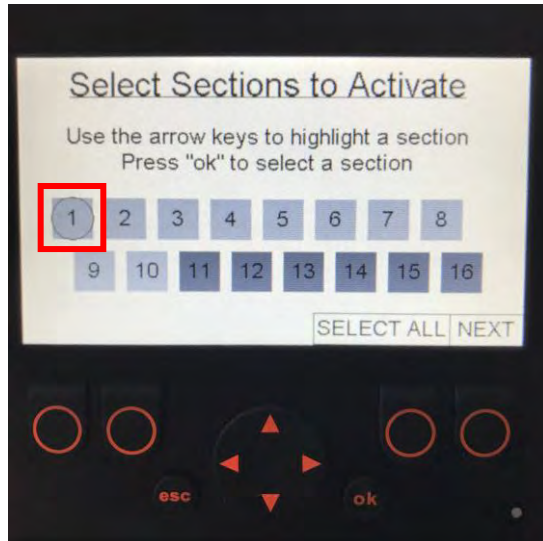 Select Sections to Activate
Use the arrow keys to highlight a section
Press "ok" to select a section
1 2 3 4 5 6 7 8
9 10 11 12 13 14 15 16
SELECT ALL NEXT
esc ok